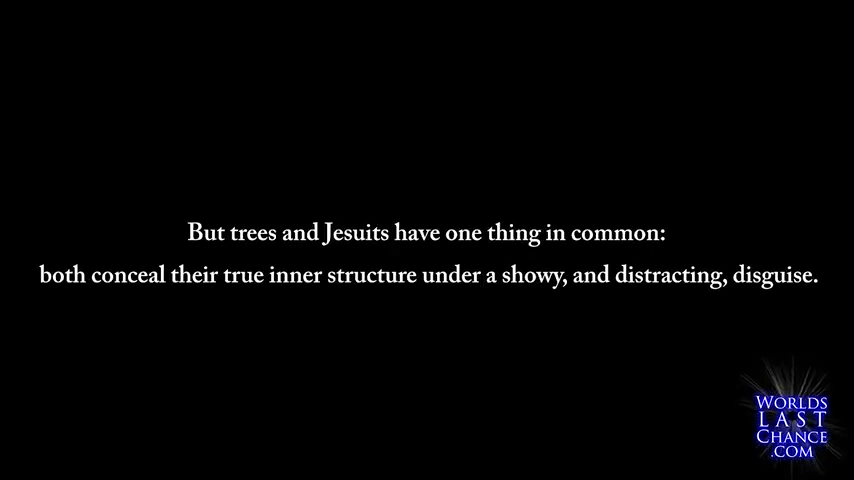 But trees and Jesuits have one thing in common:
both conceal their true inner structure under a showy, and distracting, disguise.
WORLDS
LAST
CHANCE
.COM